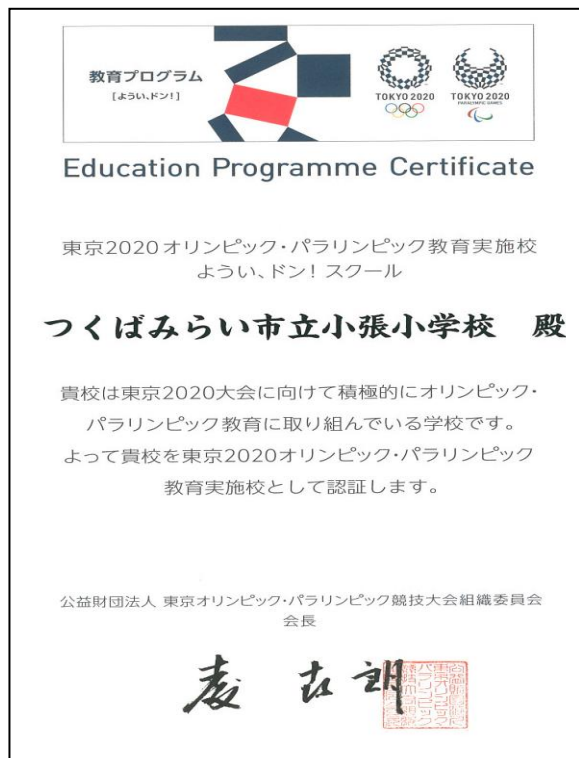 教育プログラム
[ようい、ドン!]
TOKYO 2020
TOKYO 2020
PARALYMPIC GAMES
Education Programme Certificate
東京2020オリンピック・パラリンピック教育実施校
ようい、ドン! スクール
つくばみらい市立小張小学校 殿
貴校は東京2020大会に向けて積極的にオリンピック・
パラリンピック教育に取り組んでいる学校です。
よって貴校を東京2020オリンピック・パラリンピック
教育実施校として認証します。
公益財団法人 東京オリンピック・パラリンピック競技大会組織委員会
会長